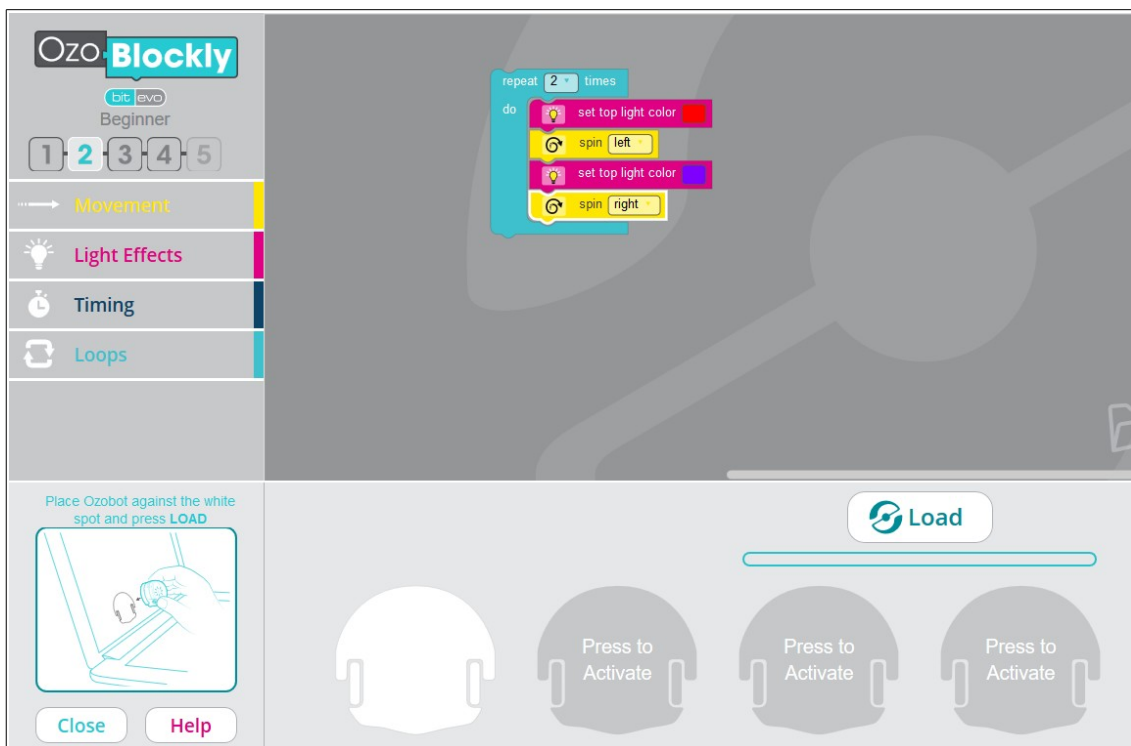 Ozo Blockly
bit evo
Beginner
1 2 3 4 5
Movement
Light Effects
Timing
Loops
repeat 2 times
do
set top light color
spin left
set top light color
spin right
Place Ozobot against the white
spot and press LOAD
Close
Help
Load
Press to
Activate
Press to
Activate
Press to
Activate